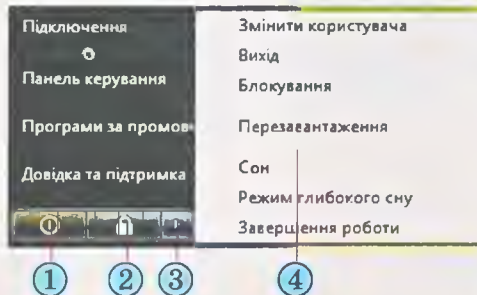 Підключення
Панель керування
Програми за промов
Довідка та підтримка
Змінити користувача
Вихід
Блокування
Перезавантаження
Сон
Режим глибокого сну
Завершення роботи
1
2
3
4